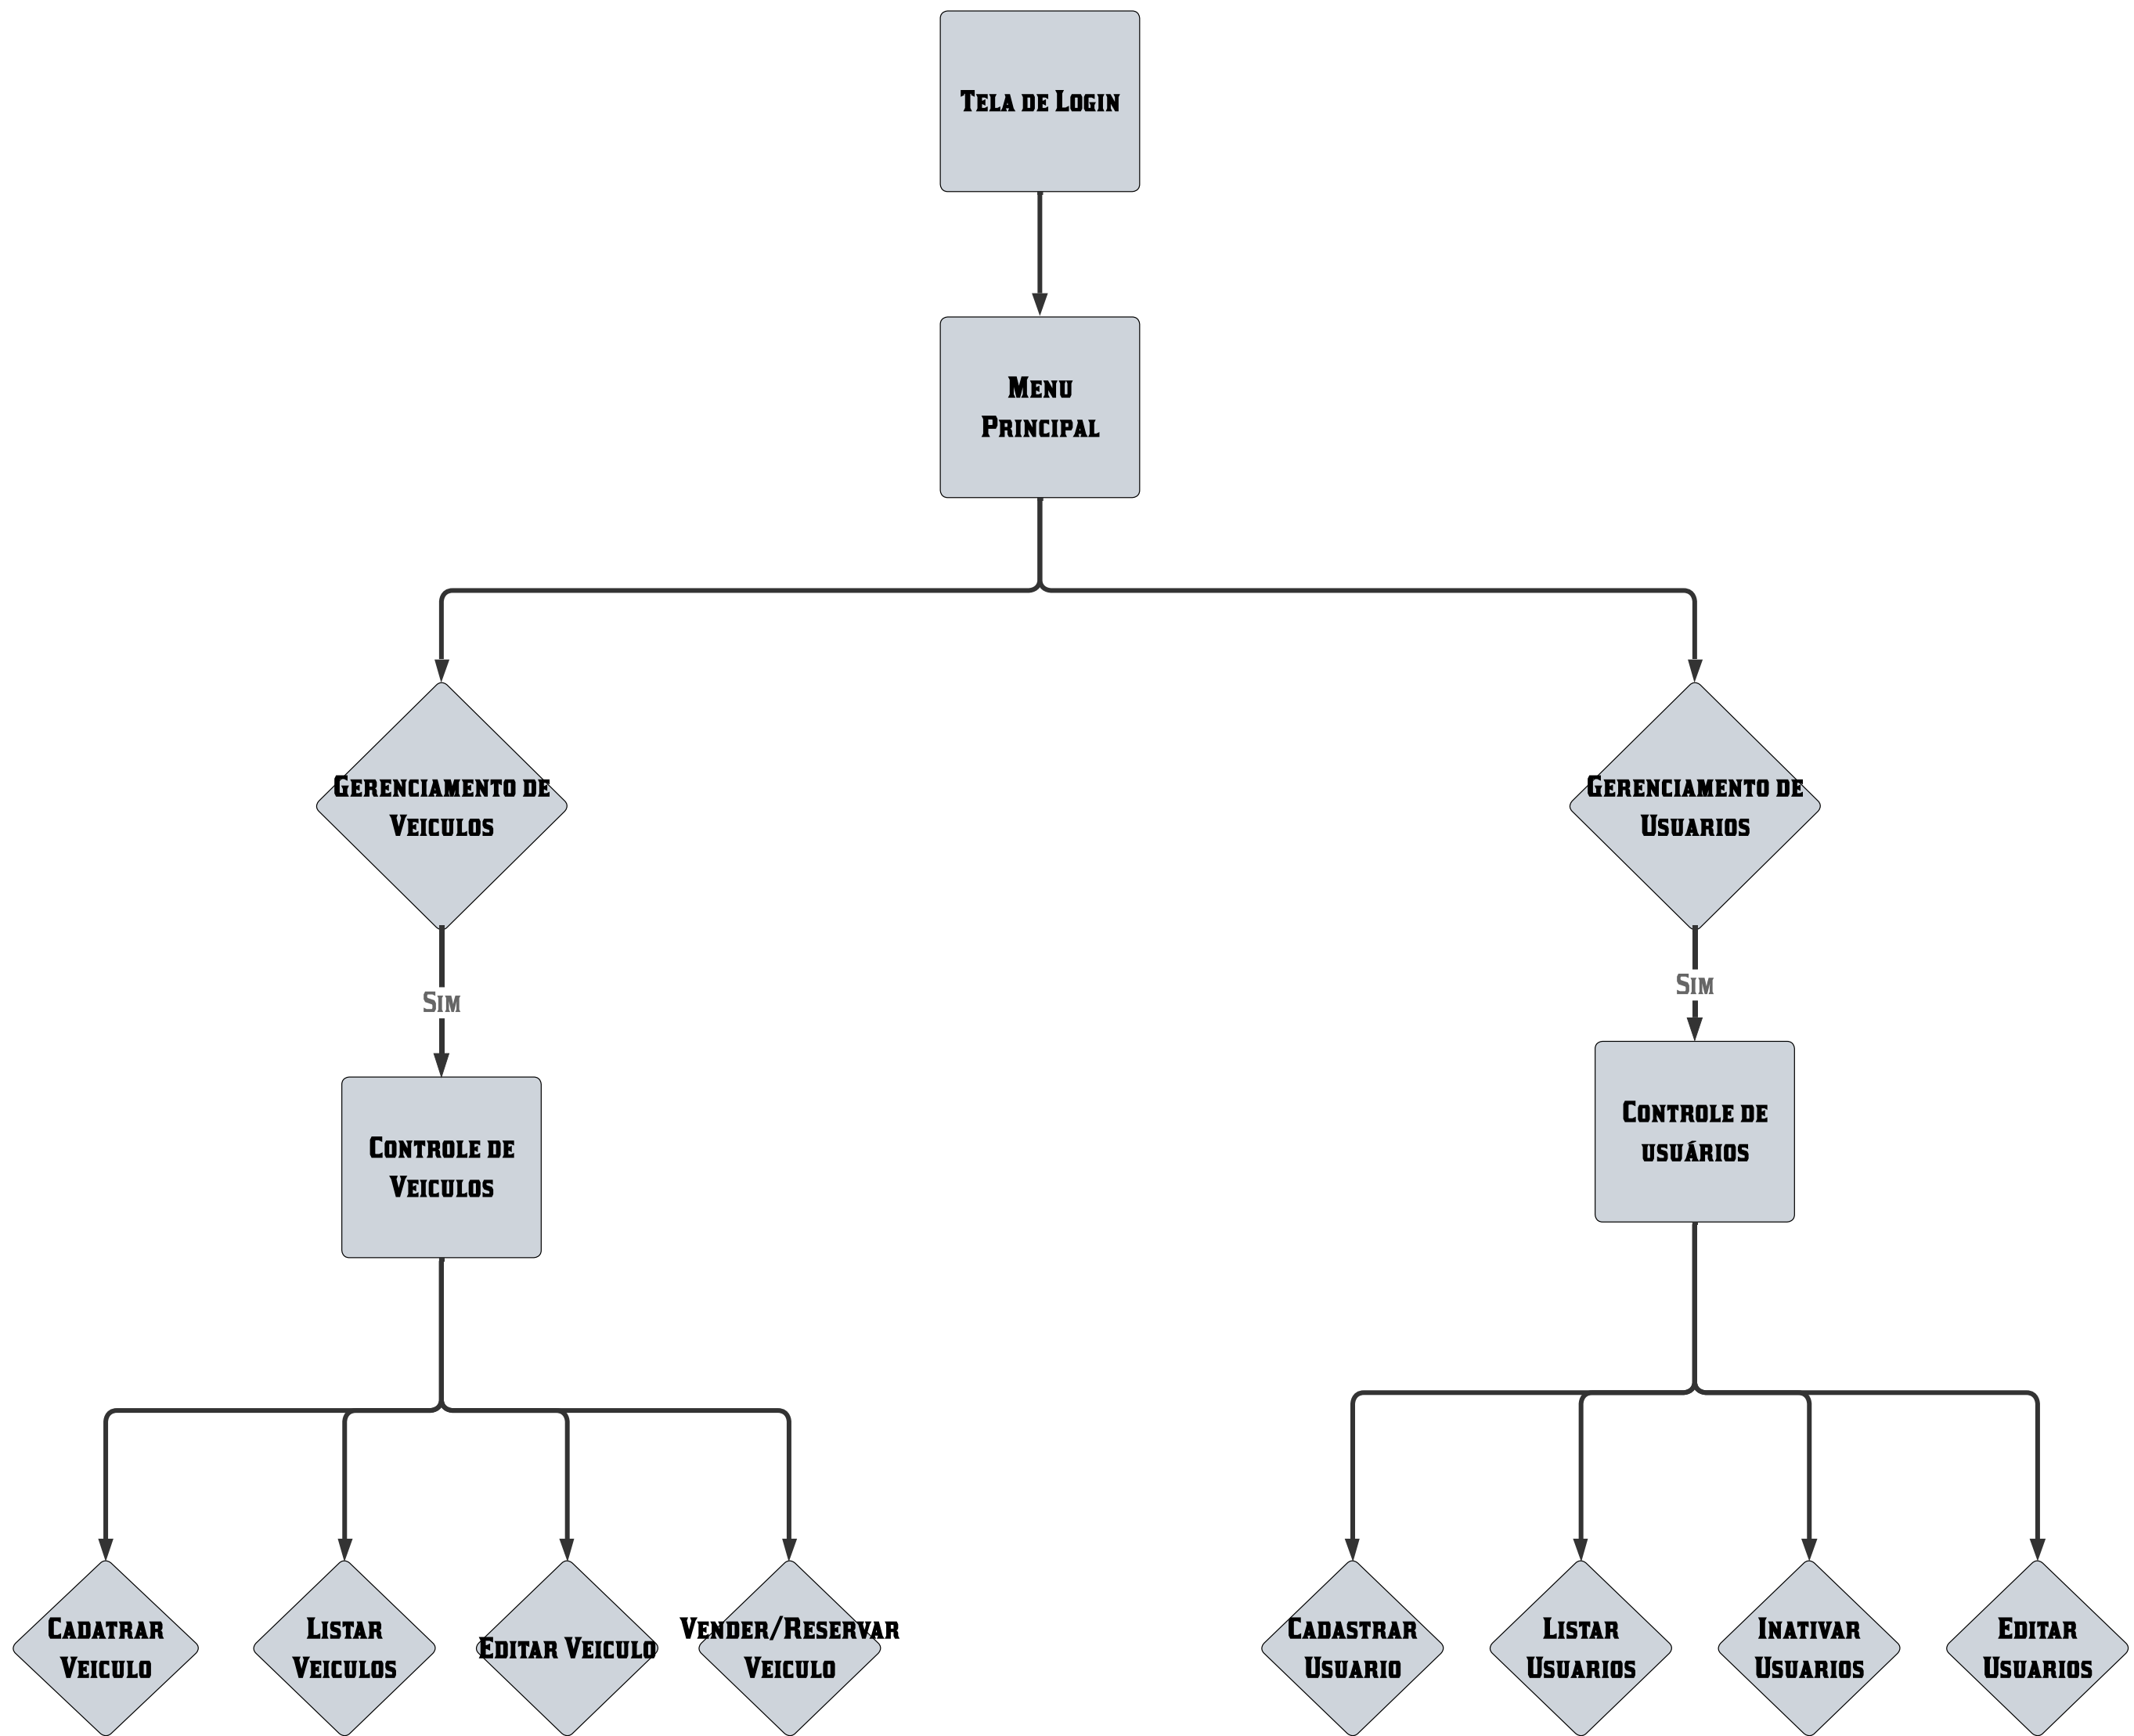 Tela de Login
Menu
Principal
Gerenciamento de
Veiculos
Gerenciamento de
Usuarios
Sim
Sim
Controle de
Veiculos
Controle de
usuários
Cadatrar
Veiculo
Listar
Veiculos
Editar Veiculo
Vender/Reservar
Veiculo
Cadastrar
Usuario
Listar
Usuarios
Inativar
Usuarios
Editar
Usuarios